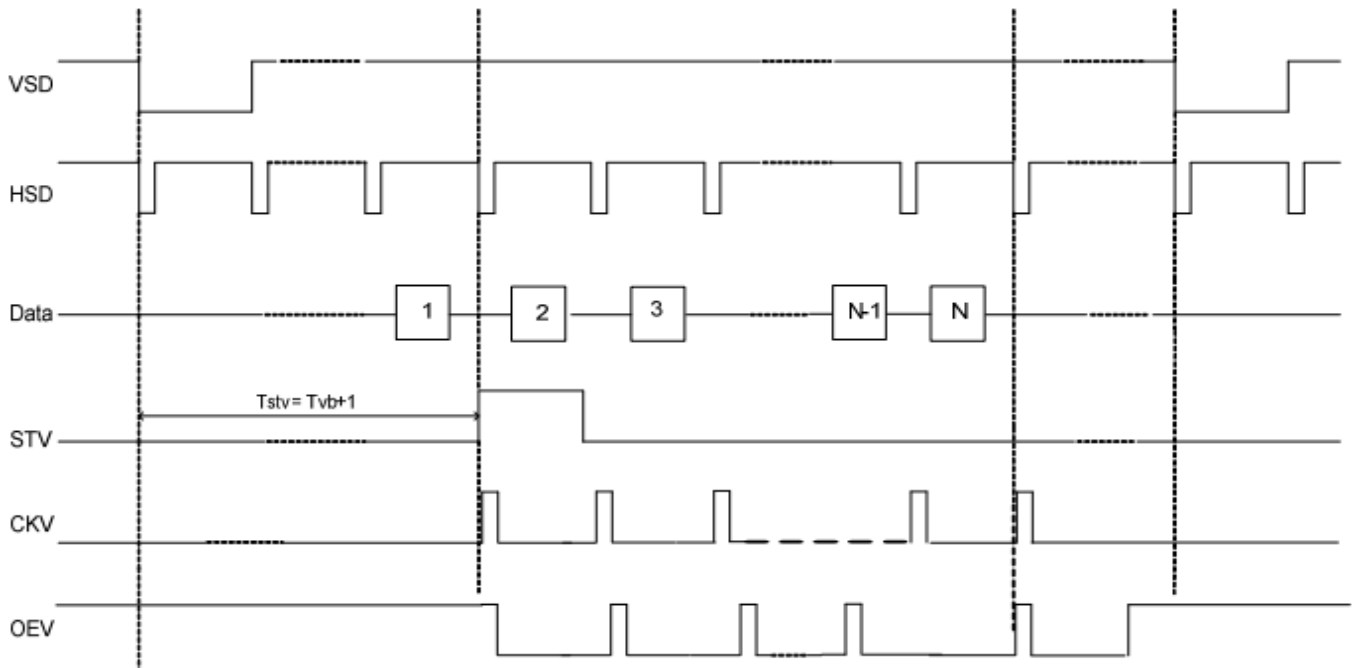 VSD
HSD
Data
1
2
3
N-1
N
Tstv= Tvb+1
STV
CKV
OEV